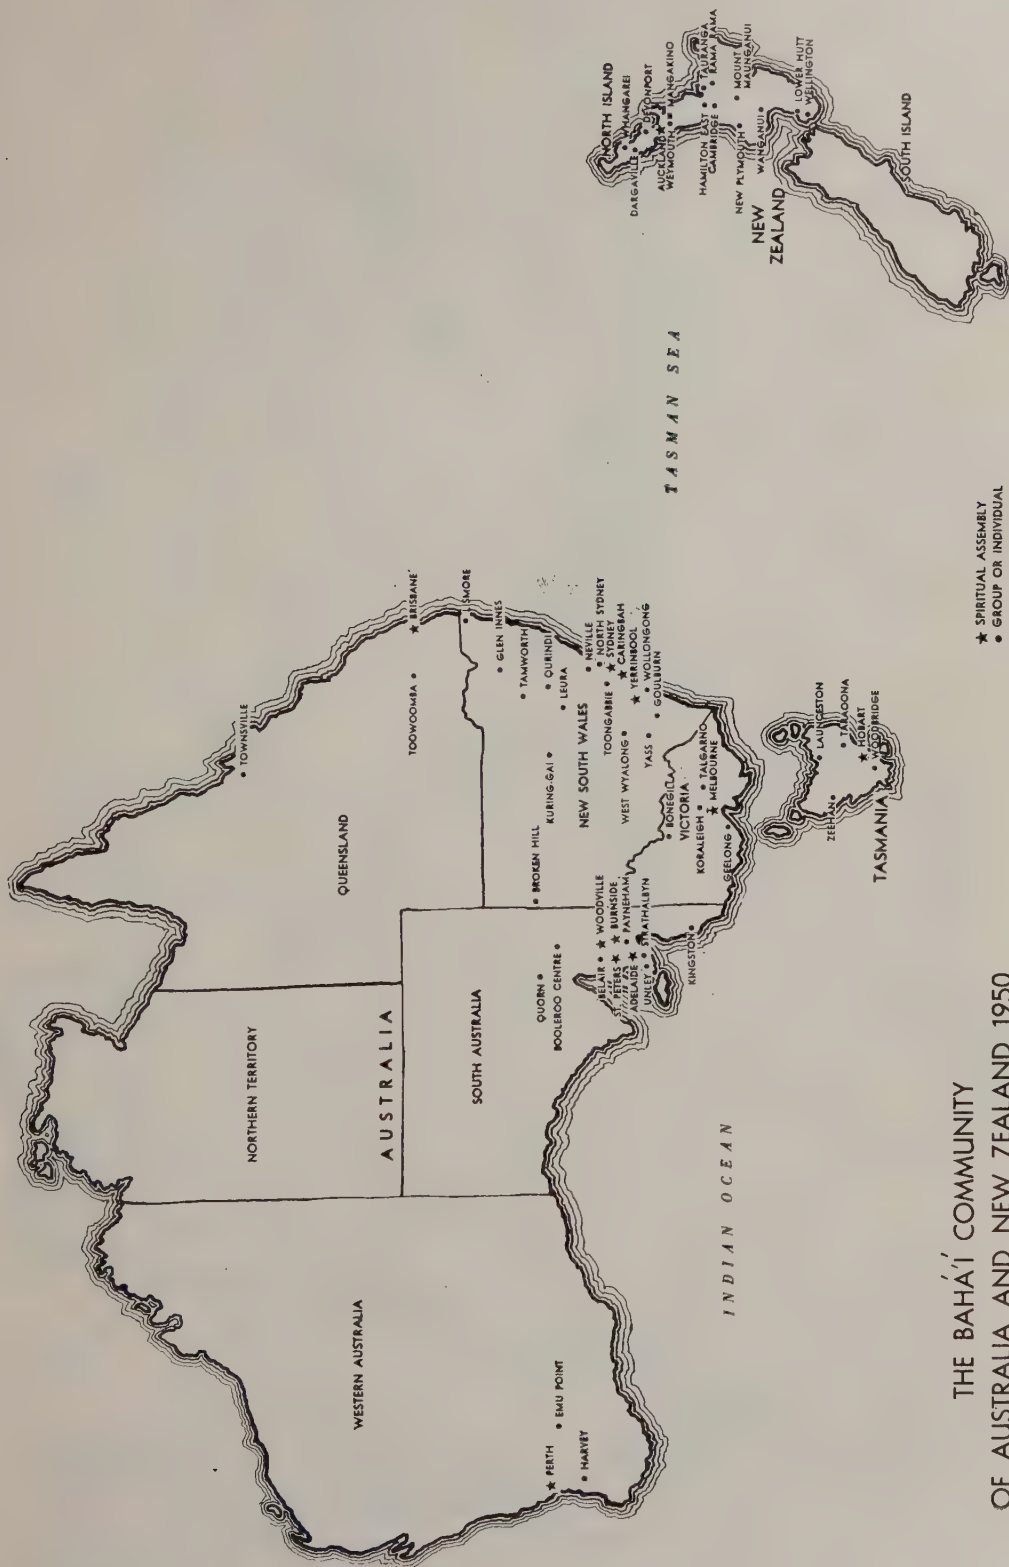 NORTHERN TERRITORY
QUEENSLAND
WESTERN AUSTRALIA
AUSTRALIA
SOUTH AUSTRALIA
TOWNSVILLE
TOOWOOMBA
★ BRISBANE
LISMORE
GLEN INNES
TAMWORTH
QURINDI
LEURA
BROKEN HILL
KURING-GAI
NEW SOUTH WALES
NEVILLE
NORTH SYDNEY
★ SYDNEY
TOONGABBIE
★ CARINGBAH
★ YERRINBOOL
WEST WYALONG
WOLLONGONG
GOULBURN
YASS
BONEGILLA
VICTORIA
KORALEIGH
TALGARNO
★ MELBOURNE
GEELONG
QUORN
BOOLEROO CENTRE
BELAIR
★ WOODVILLE
ST. PETERS ★
★ BURNSIDE
PAYNEHAM
ADELAIDE ★
UNLEY
STRATHALBYN
KINGSTON
★ PERTH
EMU POINT
HARVEY
INDIAN OCEAN
TASMAN SEA
LAUNCESTON
ZEEHAN
TAROONA
★ HOBART
WOODBRIDGE
TASMANIA
NORTH ISLAND
WHANGAREI
DARGAVILLE
DEVONPORT
AUCKLAND ★
WEYMOUTH
MANGAKINO
HAMILTON EAST
TAURANGA
CAMBRIDGE
RAMA RAMA
NEW PLYMOUTH
MOUNT
MAUNGANUI
WANGANUI
NEW
ZEALAND
LOWER HUTT
WELLINGTON
SOUTH ISLAND
★ SPIRITUAL ASSEMBLY
● GROUP OR INDIVIDUAL
THE BAHÁ'Í COMMUNITY
OF AUSTRALIA AND NEW ZEALAND 1950